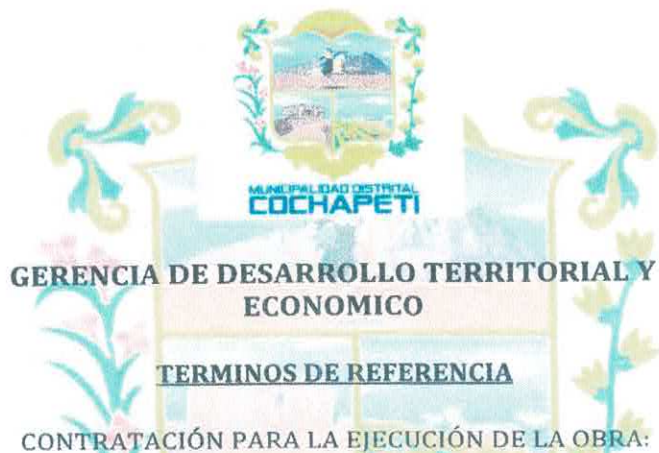 MUNICIPALIDAD DISTRITAL
COCHAPETI
GERENCIA DE DESARROLLO TERRITORIAL Y
ECONOMICO
TERMINOS DE REFERENCIA
CONTRATACIÓN PARA LA EJECUCIÓN DE LA OBRA: